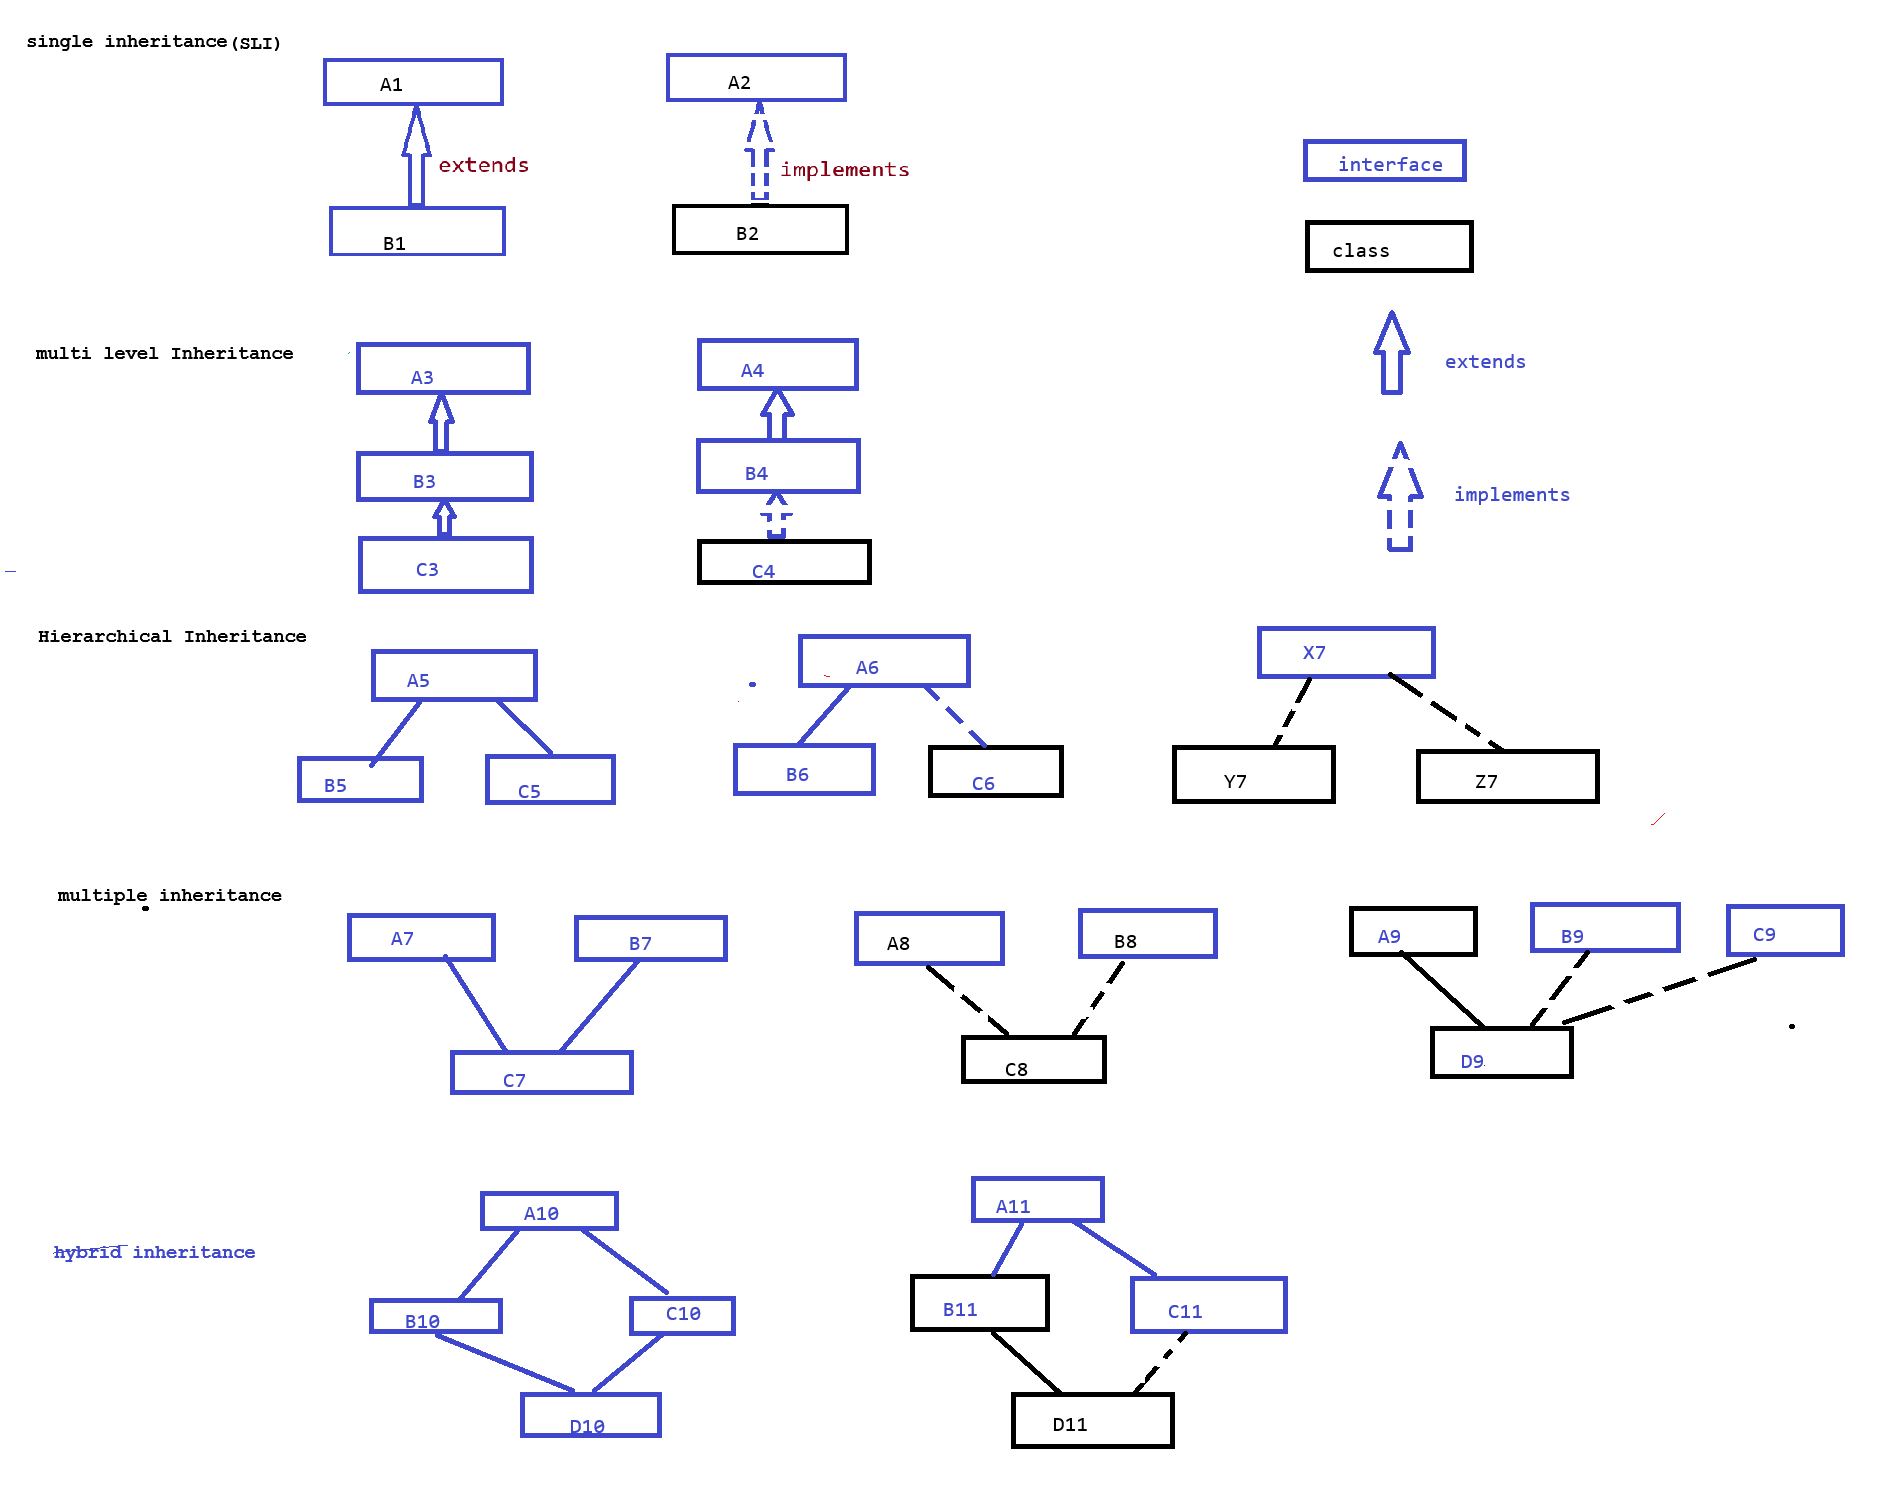 single inheritance(SLI)
A1
A2
extends
implements
interface
B1
B2
class
multi level Inheritance
A3
A4
extends
B3
B4
implements
C3
C4
Hierarchical Inheritance
A5
A6
X7
B5
C5
B6
C6
Y7
Z7
multiple inheritance
A7
B7
A8
B8
A9
B9
C9
C7
C8
D9
A10
A11
hybrid inheritance
B10
C10
B11
C11
D10
D11